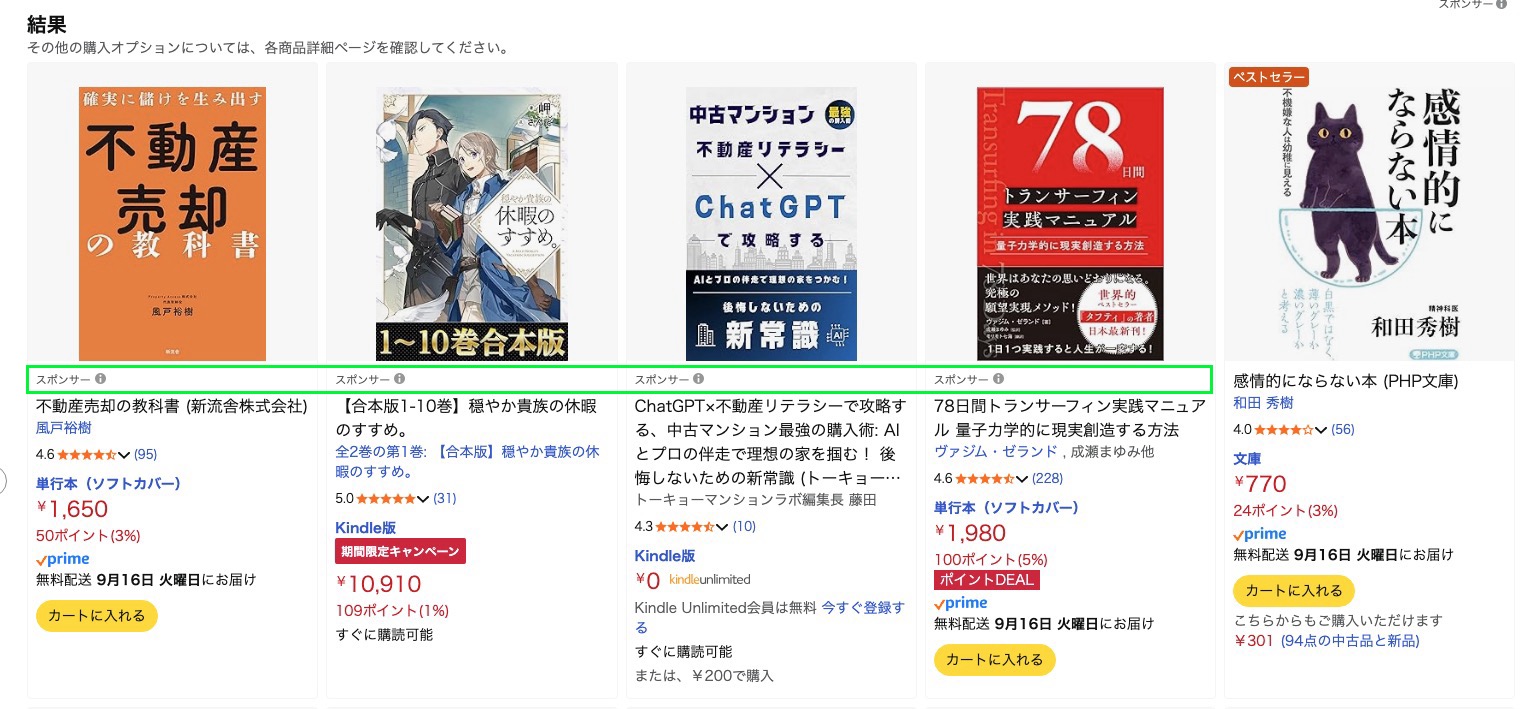 スポンサー
結果
その他の購入オプションについては、各商品詳細ページを確認してください。
確実に儲けを生み出す
不動産
売却
の教科書
風戸裕樹
スポンサー
不動産売却の教科書 (新流舎株式会社)
風戸裕樹
4.6 (95)
単行本（ソフトカバー）
¥1,650
50ポイント(3%)
prime
無料配送 9月16日 火曜日にお届け
カートに入れる
岬
穏やか貴族の
休暇の
すすめ。
1〜10巻合本版
スポンサー
【合本版1-10巻】穏やか貴族の休暇
のすすめ。
全2巻の第1巻: 【合本版】穏やか貴族の休
暇のすすめ。
5.0 (31)
Kindle版
期間限定キャンペーン
¥10,910
109ポイント(1%)
すぐに購読可能
中古マンション
最強
の購入術
不動産リテラシー
×
ChatGPT
で攻略する
AIとプロの伴走で理想の家をつかむ！
後悔しないための
新常識
AI
スポンサー
ChatGPT×不動産リテラシーで攻略す
る、中古マンション最強の購入術: AI
とプロの伴走で理想の家を掴む！ 後
悔しないための新常識 (トーキョー…
トーキョーマンションラボ編集長 藤田
4.3 (10)
Kindle版
¥0 kindleunlimited
Kindle Unlimited会員は無料 今すぐ登録す
る
すぐに購読可能
または、￥200で購入
78
日間
トランサーフィン
実践マニュアル
量子力学的に現実創造する方法
Transurfing in 7
世界はあなたの思いどおりになる。
究極の
願望実現メソッド！
ヴァジム・ゼランド
世界的
ベストセラー
「タフティ」の著者
日本最新刊！
1日1つ実践すると人生が一変する！
スポンサー
78日間トランサーフィン実践マニュア
ル 量子力学的に現実創造する方法
ヴァジム・ゼランド , 成瀬まゆみ他
4.6 (228)
単行本（ソフトカバー）
¥1,980
100ポイント(5%)
ポイントDEAL
prime
無料配送 9月16日 火曜日にお届け
カートに入れる
ベストセラー
感情的に
ならない本
不機嫌な人は幼稚に見える
白黒ではなく、
薄いグレーか
濃いグレーか
と考える
精神科医
和田秀樹
PHP文庫
感情的にならない本 (PHP文庫)
和田 秀樹
4.0 (56)
文庫
¥770
24ポイント(3%)
prime
無料配送 9月16日 火曜日にお届け
カートに入れる
こちらからもご購入いただけます
￥301 (94点の中古品と新品)